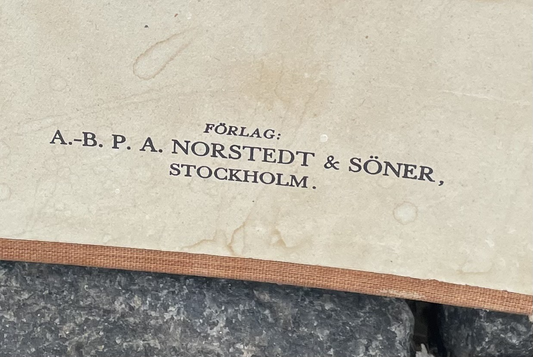 FÖRLAG:
A.-B. P. A. NORSTEDT & SÖNER,
STOCKHOLM.